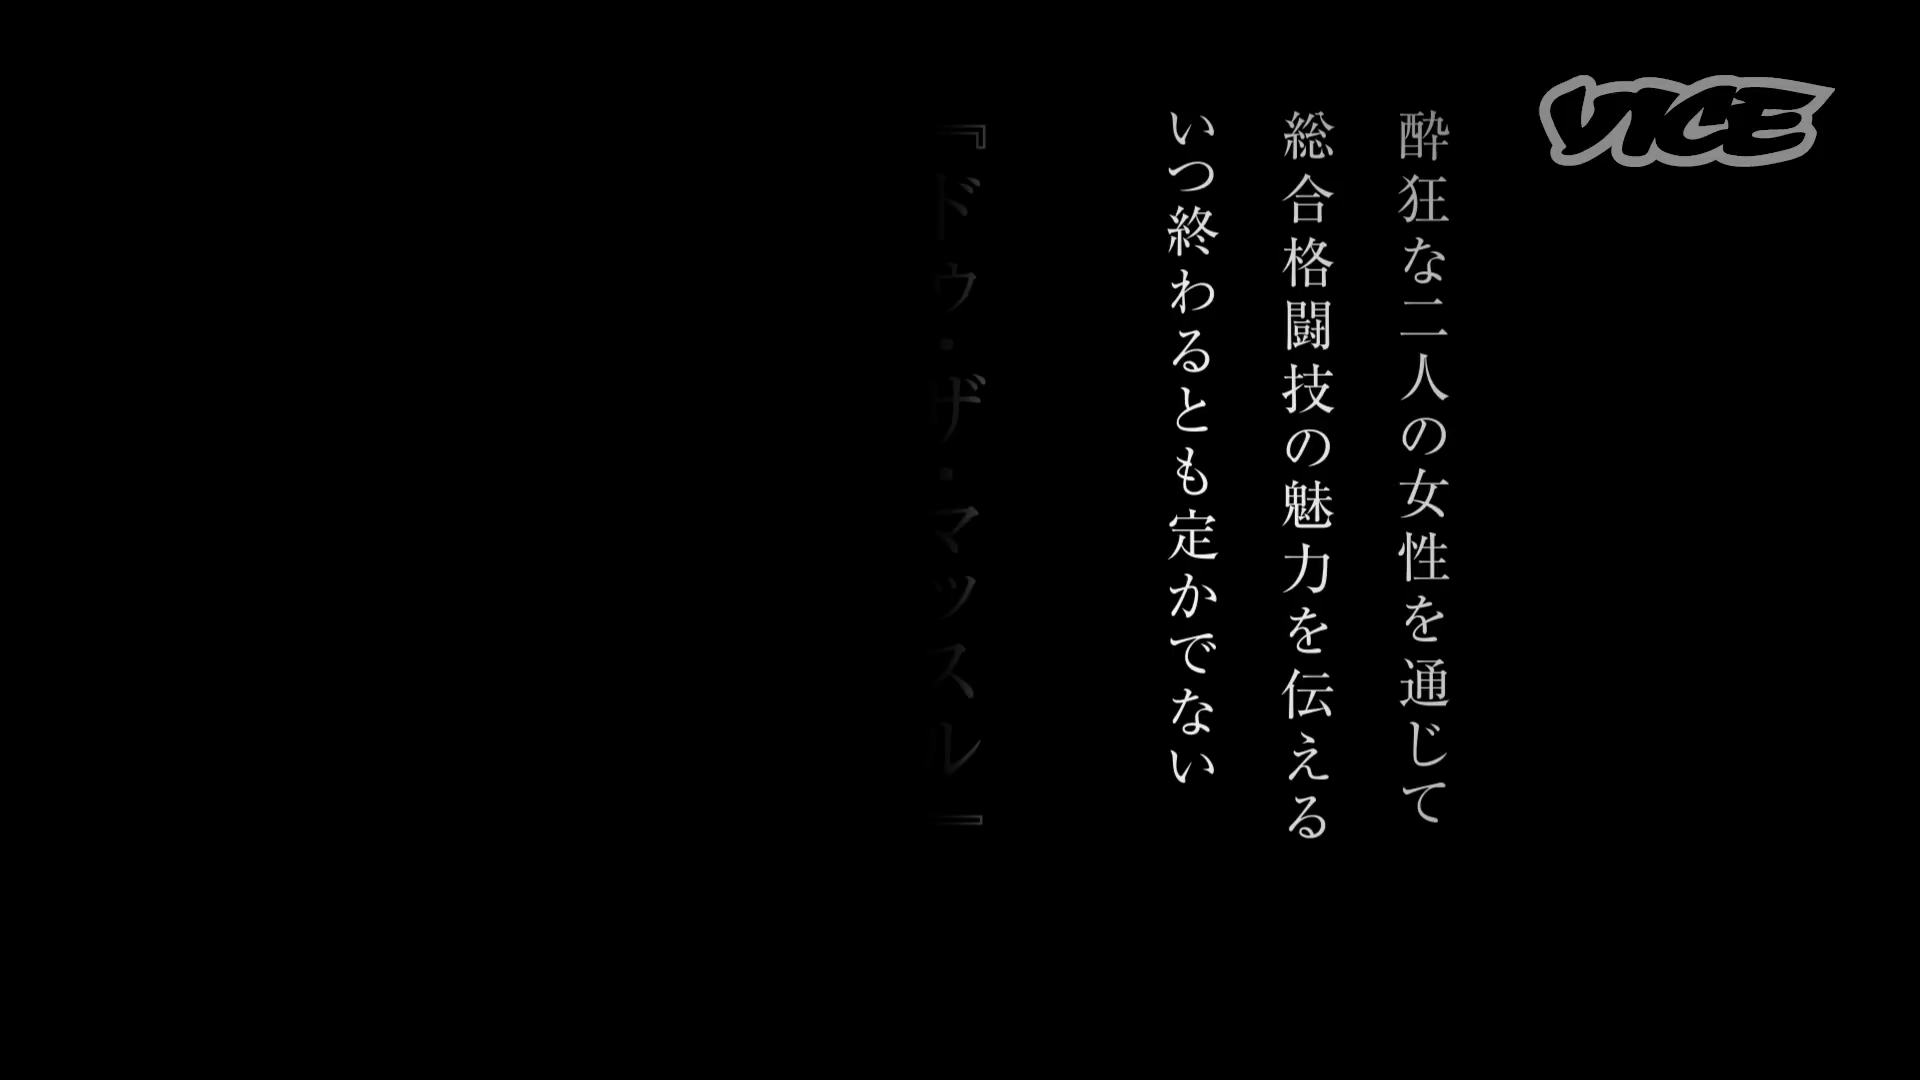 VICE
酔狂な二人の女性を通じて
総合格闘技の魅力を伝える
いつ終わるとも定かでない
『ドゥ・ザ・マッスル』